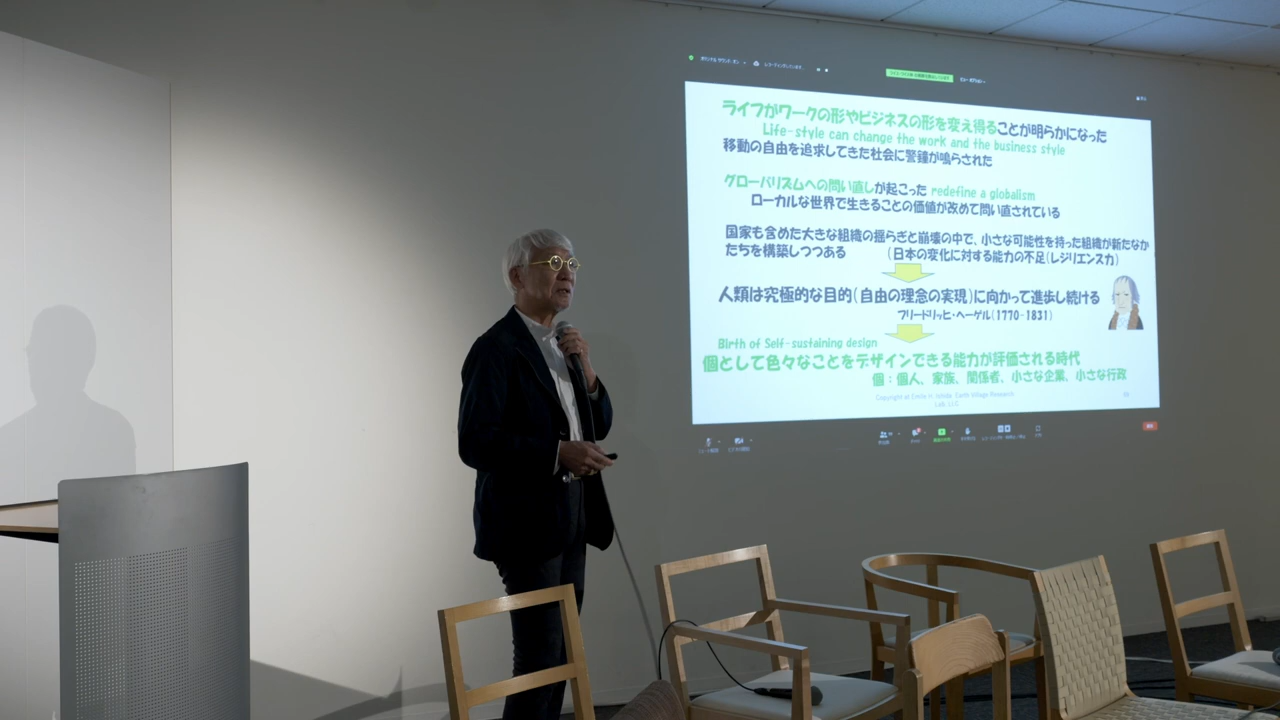 ライフがワークの形やビジネスの形を変え得ることが明らかになった
Life-style can change the work and the business style
移動の自由を追求してきた社会に警鐘が鳴らされた
グローバリズムへの問い直しが起こった redefine a globalism
ローカルな世界で生きることの価値が改めて問い直されている
国家も含めた大きな組織の揺らぎと崩壊の中で、小さな可能性を持った組織が新たなか
たちを構築しつつある (日本の変化に対する能力の不足(レジリエンス力)
人類は究極的な目的(自由の理念の実現)に向かって進歩し続ける
フリードリッヒ・ヘーゲル(1770-1831)
Birth of Self-sustaining design
個として色々なことをデザインできる能力が評価される時代
個：個人、家族、関係者、小さな企業、小さな行政
Copyright at Emile H. Ishida. Earth Village Research
Lab. LLC